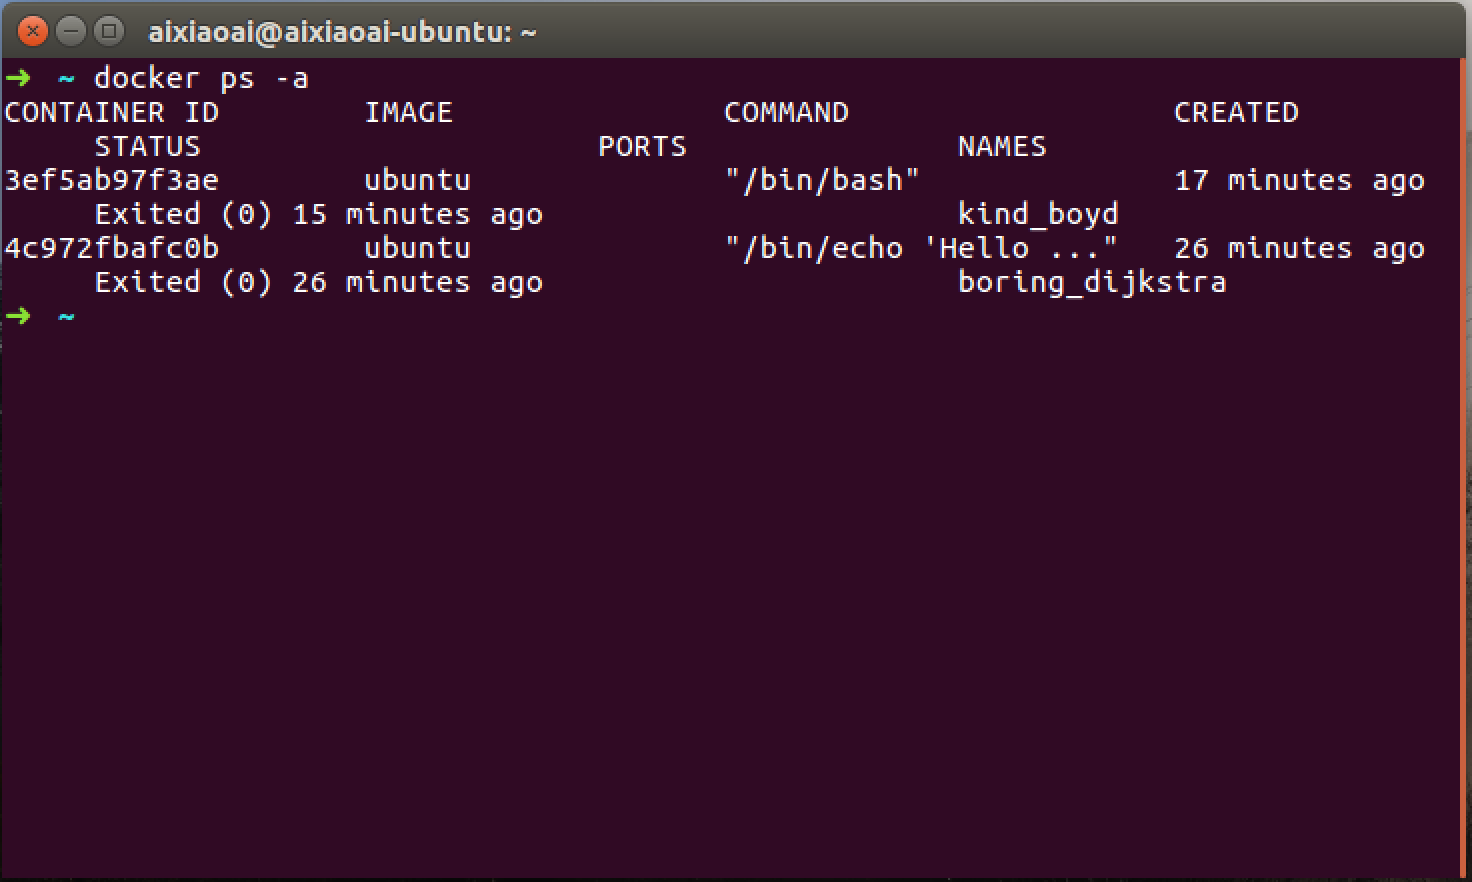 aixiaoai@aixiaoai-ubuntu: ~
➜  ~ docker ps -a
CONTAINER ID        IMAGE               COMMAND                  CREATED
     STATUS                      PORTS               NAMES
3ef5ab97f3ae        ubuntu              "/bin/bash"              17 minutes ago
     Exited (0) 15 minutes ago                       kind_boyd
4c972fbafc0b        ubuntu              "/bin/echo 'Hello ..."   26 minutes ago
     Exited (0) 26 minutes ago                       boring_dijkstra
➜  ~